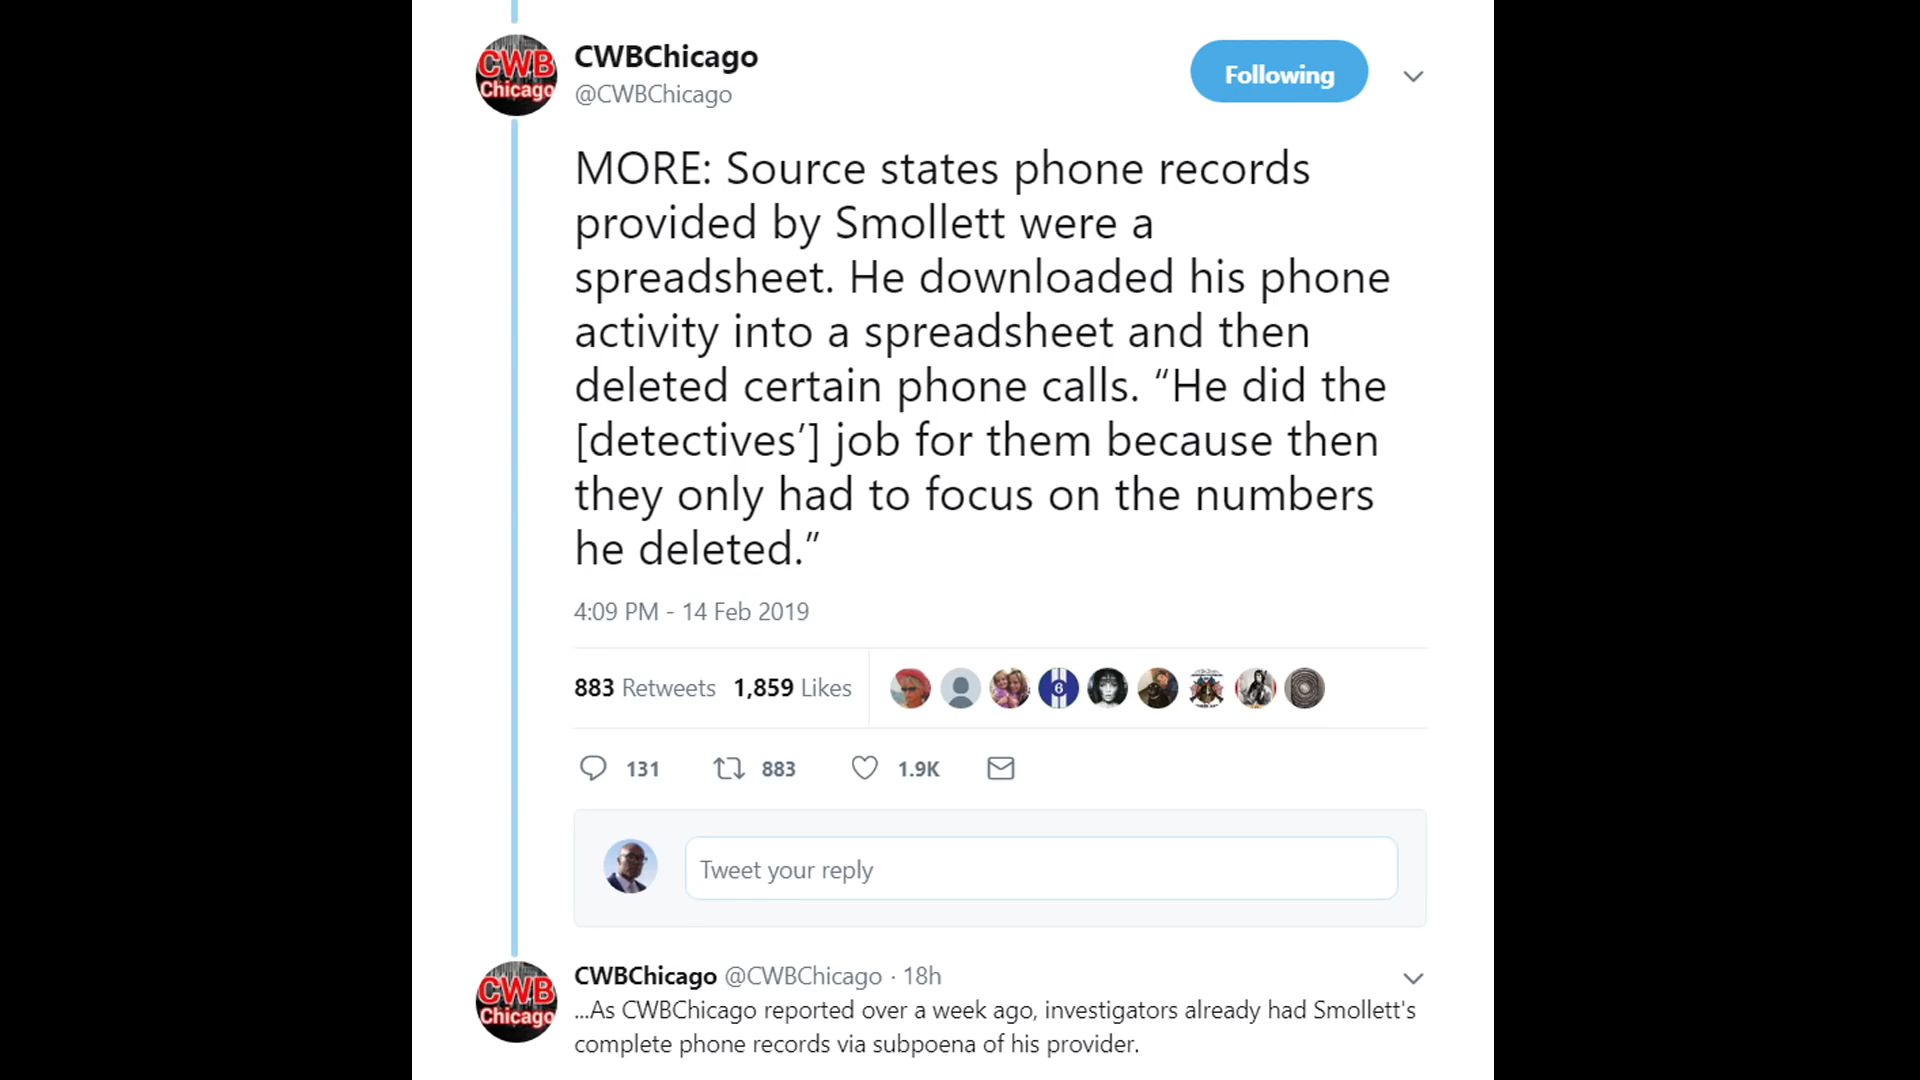 CWB
Chicago
CWBChicago
@CWBChicago
Following
MORE: Source states phone records
provided by Smollett were a
spreadsheet. He downloaded his phone
activity into a spreadsheet and then
deleted certain phone calls. “He did the
[detectives’] job for them because then
they only had to focus on the numbers
he deleted.”
4:09 PM - 14 Feb 2019
883 Retweets 1,859 Likes
6
131 883 1.9K
Tweet your reply
CWB
Chicago
CWBChicago @CWBChicago · 18h
...As CWBChicago reported over a week ago, investigators already had Smollett's
complete phone records via subpoena of his provider.